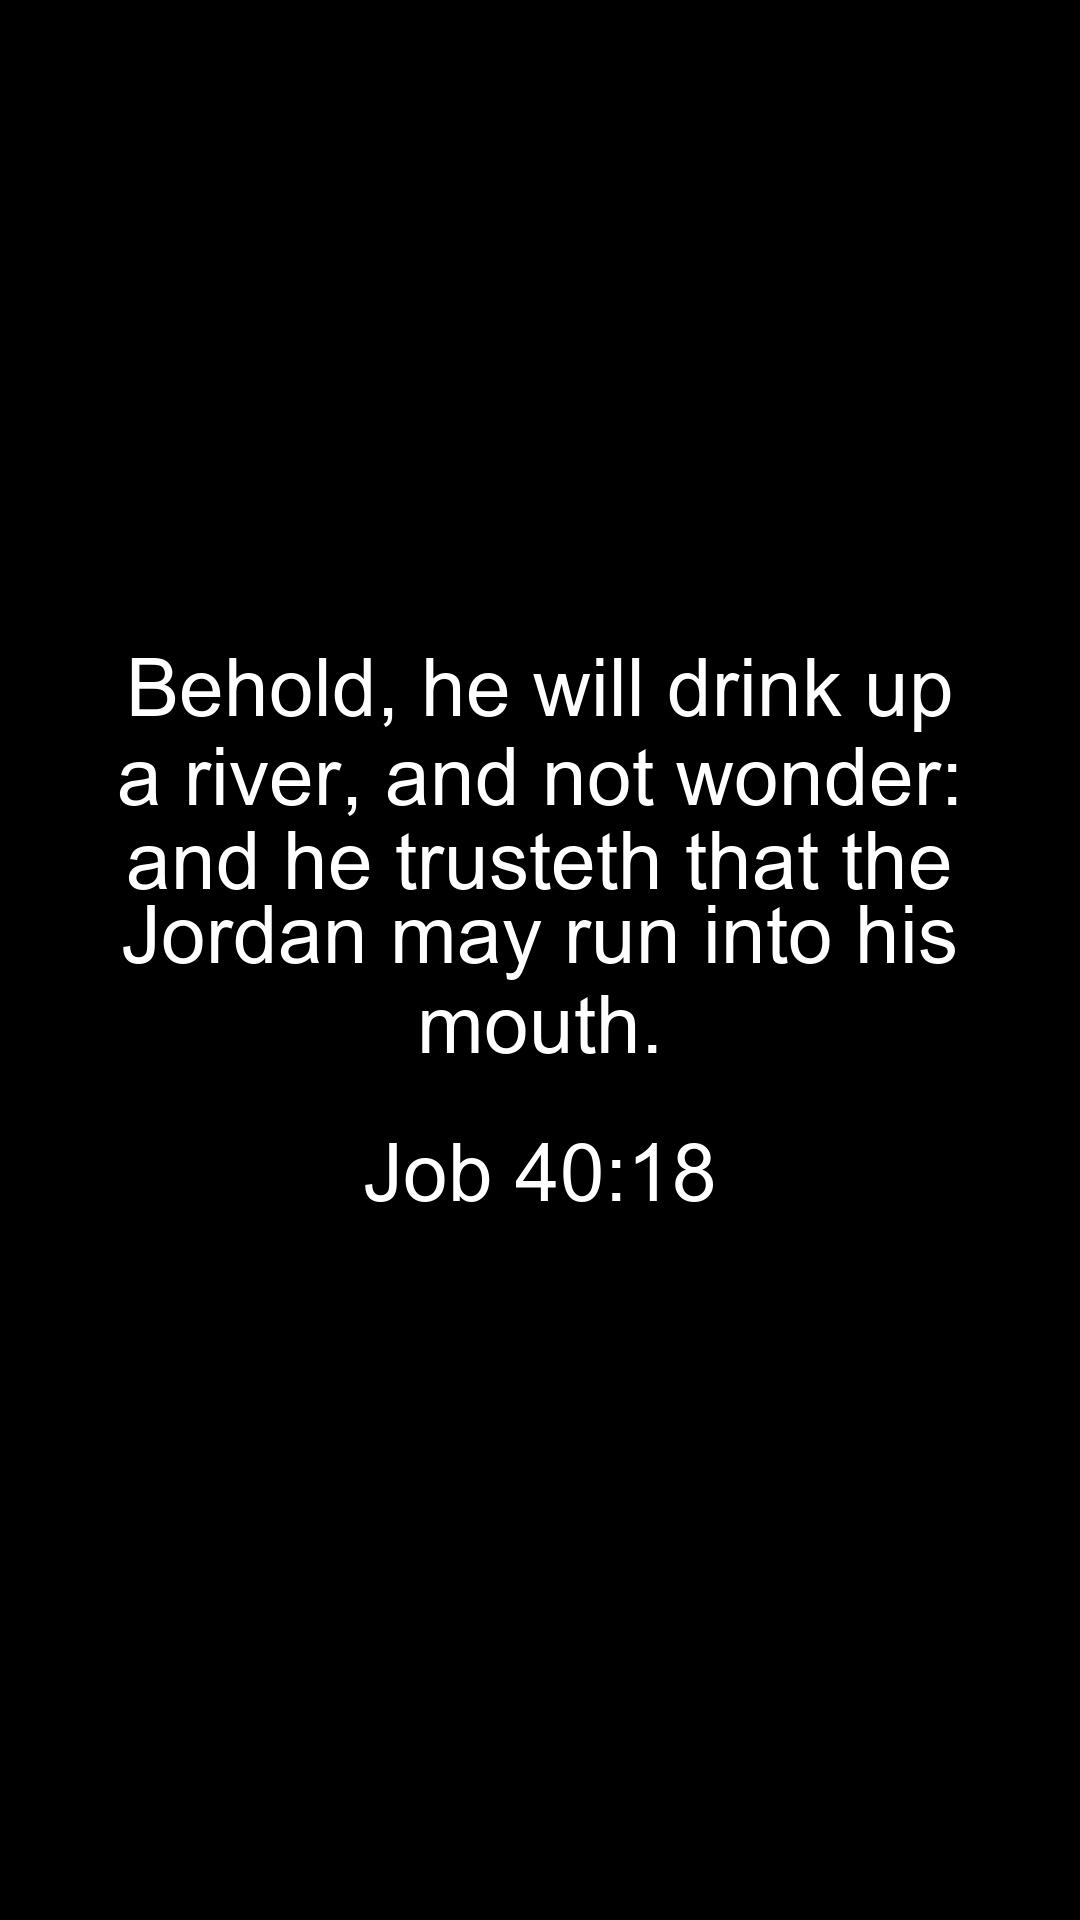 Behold, he will drink up
a river, and not wonder:
and he trusteth that the
Jordan may run into his
mouth.
Job 40:18